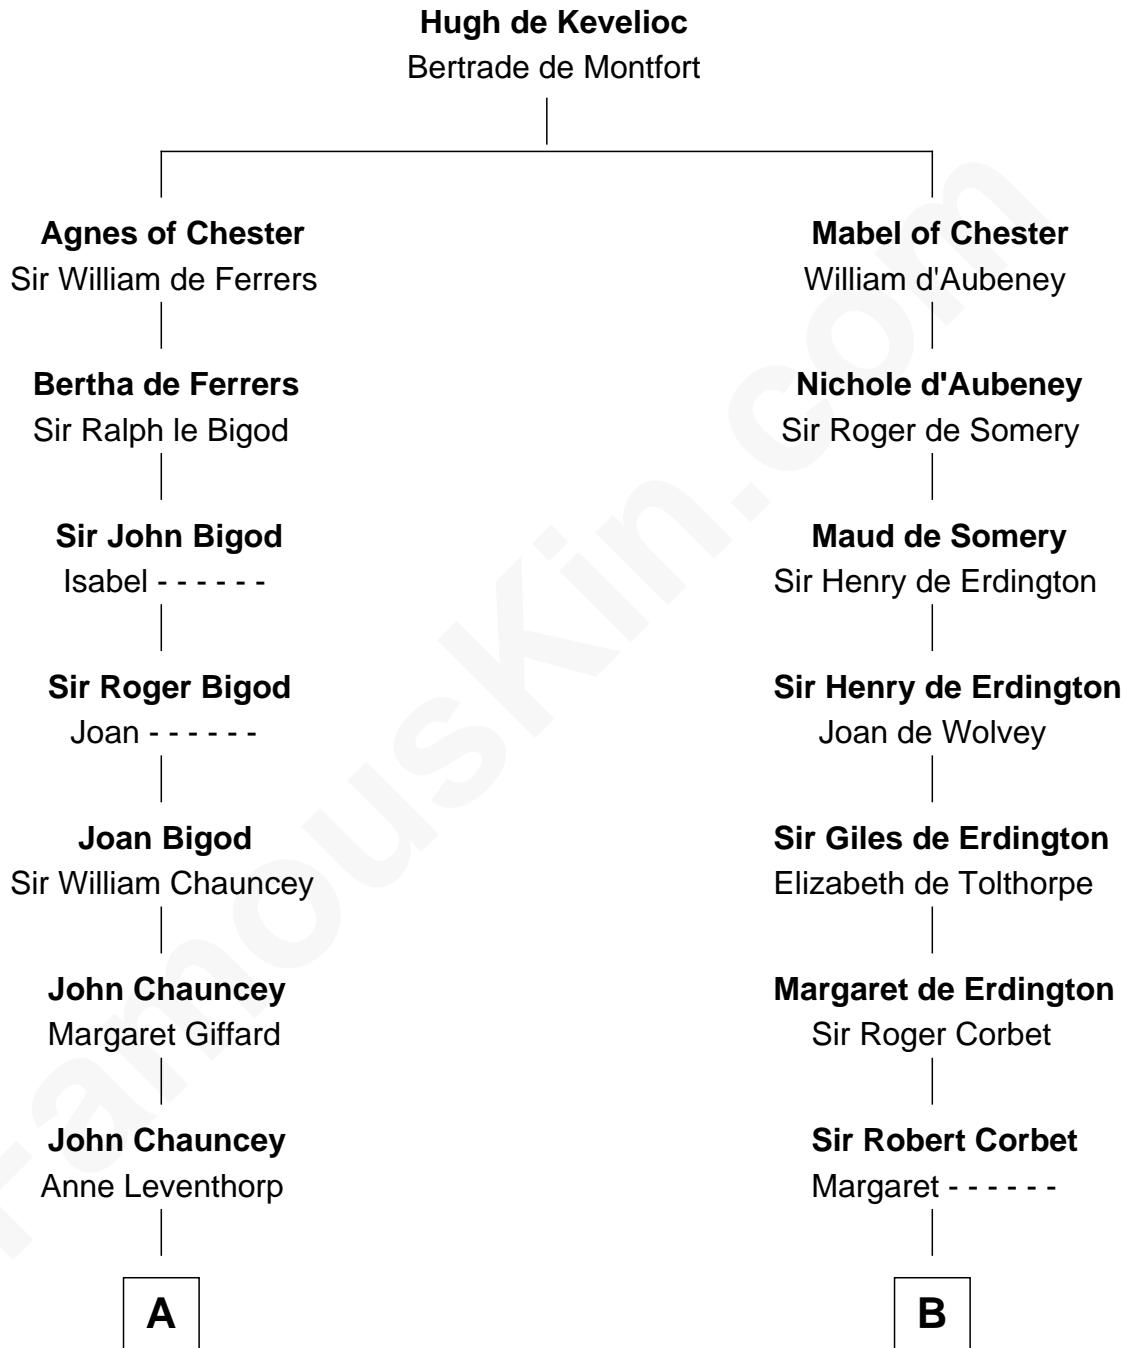 Hugh de Kevelioc
Bertrade de Montfort
Agnes of Chester
Sir William de Ferrers
Mabel of Chester
William d'Aubeney
Bertha de Ferrers
Sir Ralph le Bigod
Nichole d'Aubeney
Sir Roger de Somery
Sir John Bigod
Isabel - - - - - -
Maud de Somery
Sir Henry de Erdington
Sir Roger Bigod
Joan - - - - - -
Sir Henry de Erdington
Joan de Wolvey
Joan Bigod
Sir William Chauncey
Sir Giles de Erdington
Elizabeth de Tolthorpe
John Chauncey
Margaret Giffard
Margaret de Erdington
Sir Roger Corbet
John Chauncey
Anne Leventhorp
Sir Robert Corbet
Margaret - - - - - -
A
B
FamousKin.com